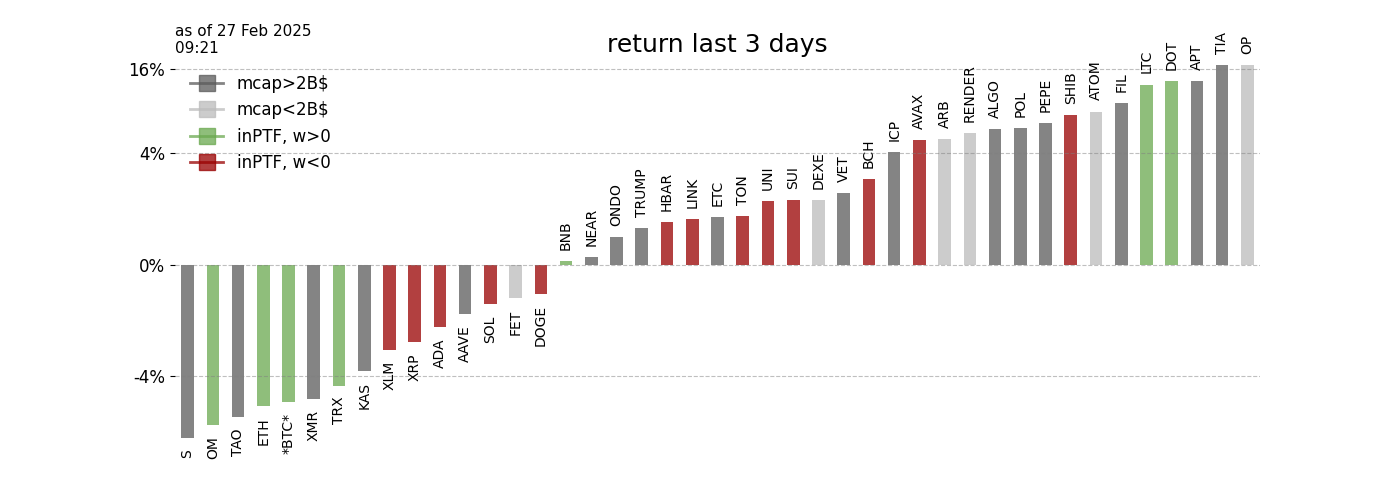 as of 27 Feb 2025
09:21
return last 3 days
16%
4%
0%
-4%
mcap>2B$
mcap<2B$
inPTF, w>0
inPTF, w<0
S
OM
TAO
ETH
*BTC*
XMR
TRX
KAS
XLM
XRP
ADA
AAVE
SOL
FET
DOGE
BNB
NEAR
ONDO
TRUMP
HBAR
LINK
ETC
TON
UNI
SUI
DEXE
VET
BCH
ICP
AVAX
ARB
RENDER
ALGO
POL
PEPE
SHIB
ATOM
FIL
LTC
DOT
APT
TIA
OP